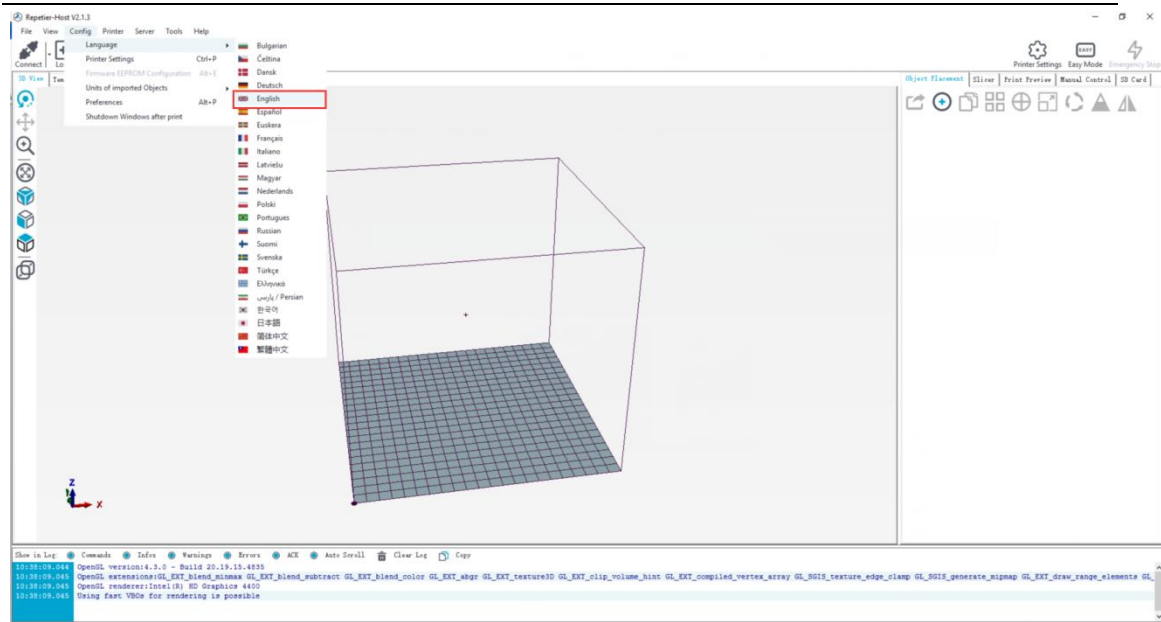 Repetier-Host V2.1.3
File View Config Printer Server Tools Help
Connect Lo
Printer Settings Easy Mode Emergency Stop
Language
Printer Settings Ctrl+P
Firmware EEPROM Configuration Alt+E
Units of imported Objects
Preferences Alt+P
Shutdown Windows after print
Bulgarian
Čeština
Dansk
Deutsch
English
Español
Euskera
Français
Italiano
Latviešu
Magyar
Nederlands
Polski
Portugues
Russian
Suomi
Svenska
Türkçe
Ελληνικά
پارسی / Persian
한국어
日本語
简体中文
繁體中文
3D View Tem
Object Placement Slicer Print Preview Manual Control SD Card
Z
X
Show in Log: Commands Infos Warnings Errors ACK Auto Scroll Clear Log Copy
10:38:09.044 OpenGL version:4.3.0 - Build 20.19.15.4835
10:38:09.045 OpenGL extensions:GL_EXT_blend_minmax GL_EXT_blend_subtract GL_EXT_blend_color GL_EXT_abgr GL_EXT_texture3D GL_EXT_clip_volume_hint GL_EXT_compiled_vertex_array GL_SGIS_texture_edge_clamp GL_SGIS_generate_mipmap GL_EXT_draw_range_elements GL_
10:38:09.045 OpenGL renderer:Intel(R) HD Graphics 4400
10:38:09.045 Using fast VBOs for rendering is possible